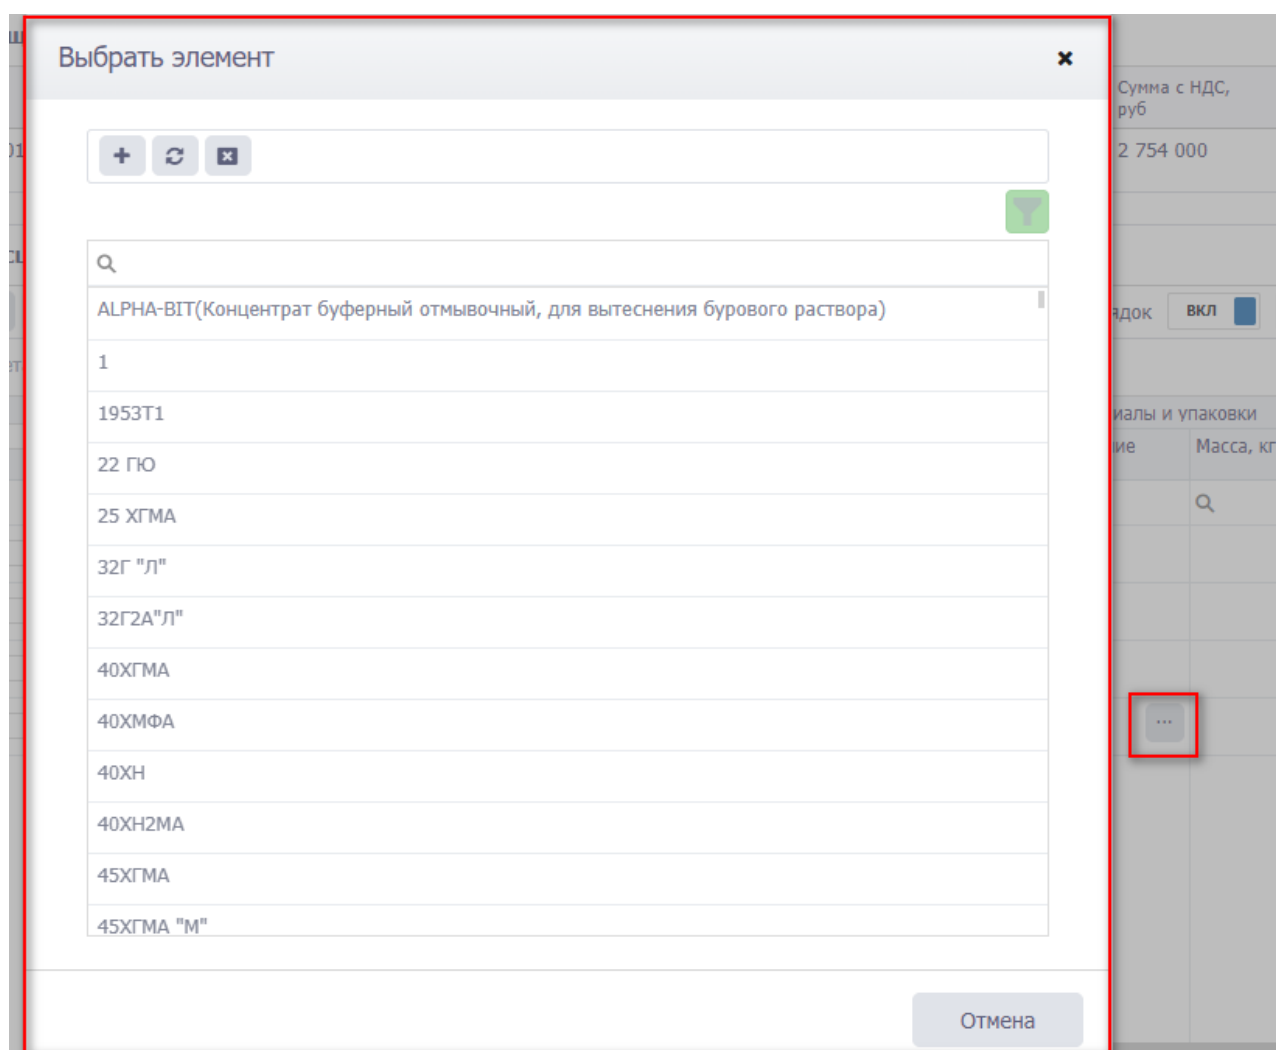 Выбрать элемент
Сумма с НДС,
руб
2 754 000
ALPHA-BIT(Концентрат буферный отмывочный, для вытеснения бурового раствора)
ВКЛ
1
1953Т1
и упаковки
22 ГЮ
Масса, кг
25 ХГМА
32Г "Л"
32Г2А"Л"
40ХГМА
40ХМФА
...
40ХН
40ХН2МА
45ХГМА
45ХГМА "М"
Отмена